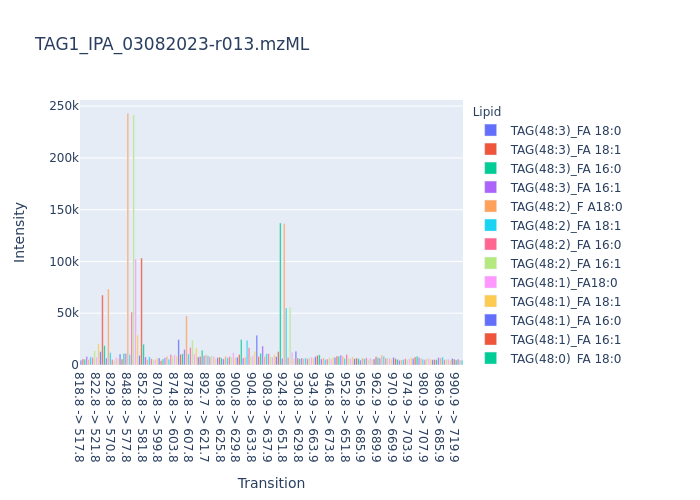 TAG1_IPA_03082023-r013.mzML
Lipid
TAG(48:3)_FA 18:0
TAG(48:3)_FA 18:1
TAG(48:3)_FA 16:0
TAG(48:3)_FA 16:1
TAG(48:2)_F A18:0
TAG(48:2)_FA 18:1
TAG(48:2)_FA 16:0
TAG(48:2)_FA 16:1
TAG(48:1)_FA18:0
TAG(48:1)_FA 18:1
TAG(48:1)_FA 16:0
TAG(48:1)_FA 16:1
TAG(48:0)_FA 18:0
250k
200k
150k
100k
50k
0
Intensity
818.8 -> 517.8
822.8 -> 521.8
829.8 -> 570.8
848.8 -> 577.8
852.8 -> 581.8
870.8 -> 599.8
874.8 -> 603.8
878.8 -> 607.8
892.7 -> 621.7
896.8 -> 625.8
900.8 -> 629.8
904.8 -> 633.8
908.9 -> 637.9
924.8 -> 651.8
930.8 -> 629.8
934.9 -> 663.9
946.8 -> 673.8
952.8 -> 651.8
956.9 -> 685.9
962.9 -> 689.9
970.9 -> 669.9
974.9 -> 703.9
980.9 -> 707.9
986.9 -> 685.9
990.9 -> 719.9
Transition